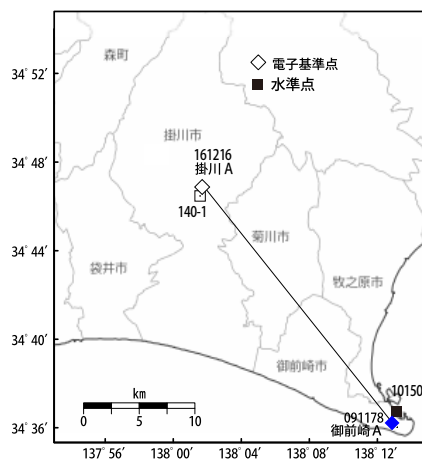 34° 52'
34° 48'
34° 44'
34° 40'
34° 36'
森町
電子基準点
水準点
掛川市
161216
掛川 A
140-1
菊川市
袋井市
牧之原市
御前崎市
10150
091178
御前崎 A
km
0 5 10
137° 56' 138° 00' 138° 04' 138° 08' 138° 12'